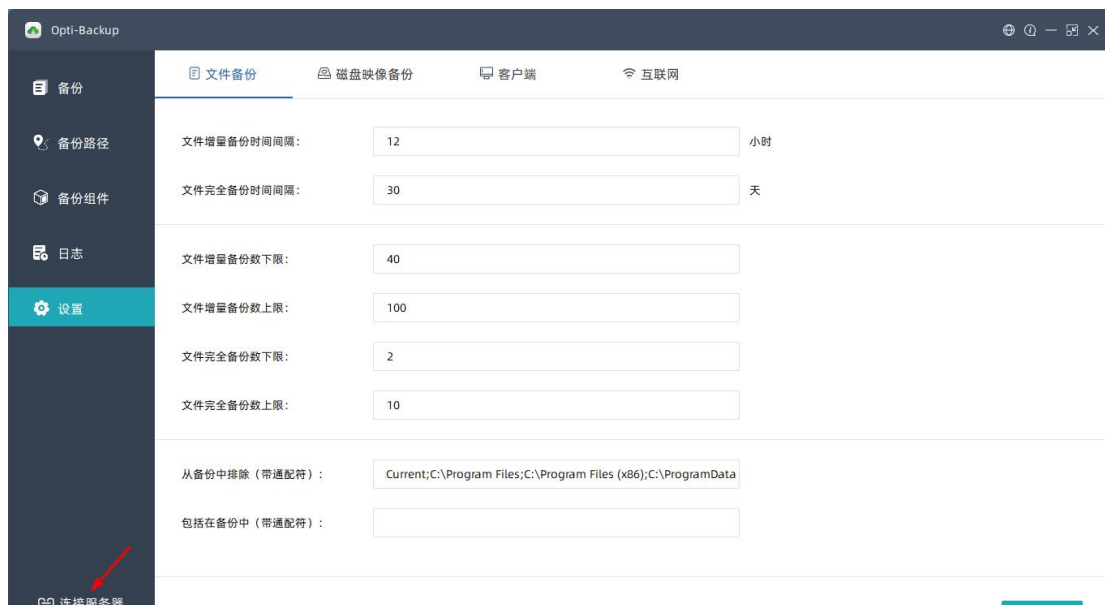 Opti-Backup
备份
备份路径
备份组件
日志
设置
连接服务器
文件备份
磁盘映像备份
客户端
互联网
文件增量备份时间间隔：
12
小时
文件完全备份时间间隔：
30
天
文件增量备份数下限：
40
文件增量备份数上限：
100
文件完全备份数下限：
2
文件完全备份数上限：
10
从备份中排除（带通配符）：
Current;C:\Program Files;C:\Program Files (x86);C:\ProgramData
包括在备份中（带通配符）：